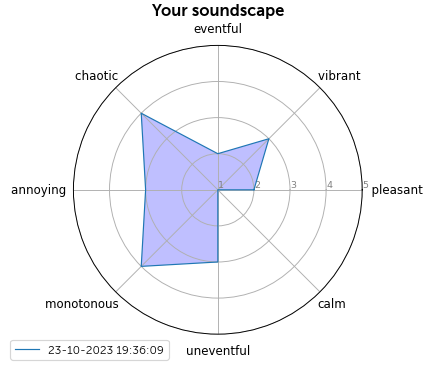 Your soundscape
eventful
chaotic
vibrant
annoying
1
2
3
4
5
pleasant
monotonous
calm
23-10-2023 19:36:09
uneventful